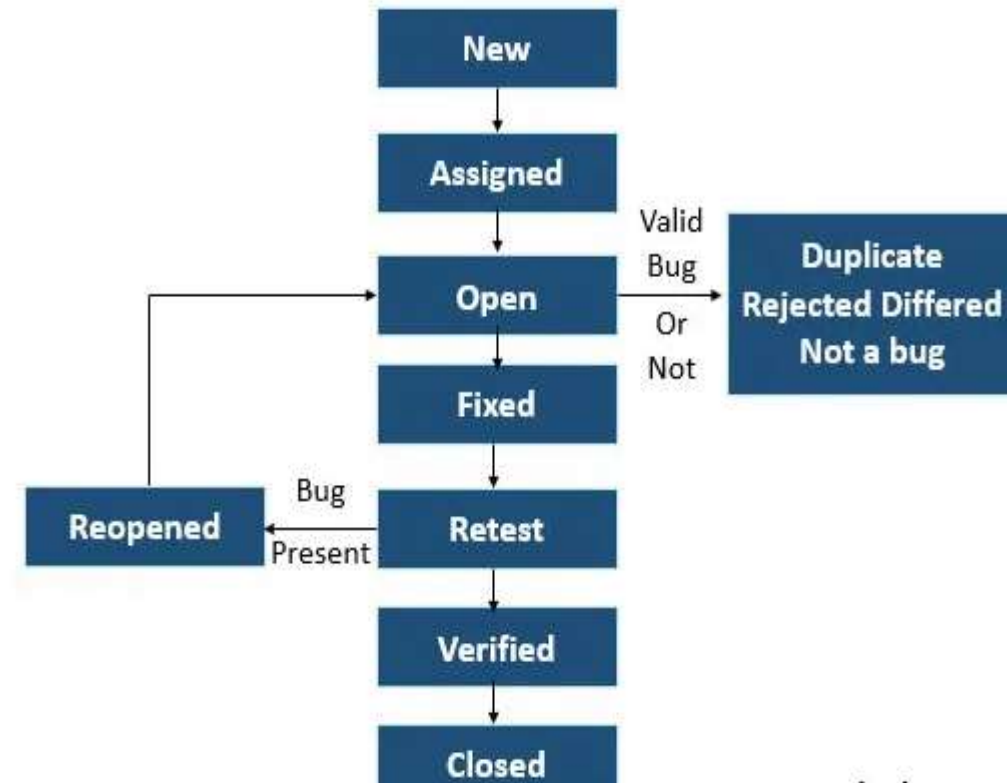 New
Assigned
Valid
Bug
Or
Not
Duplicate
Rejected Differed
Not a bug
Open
Fixed
Bug
Present
Reopened
Retest
Verified
Closed